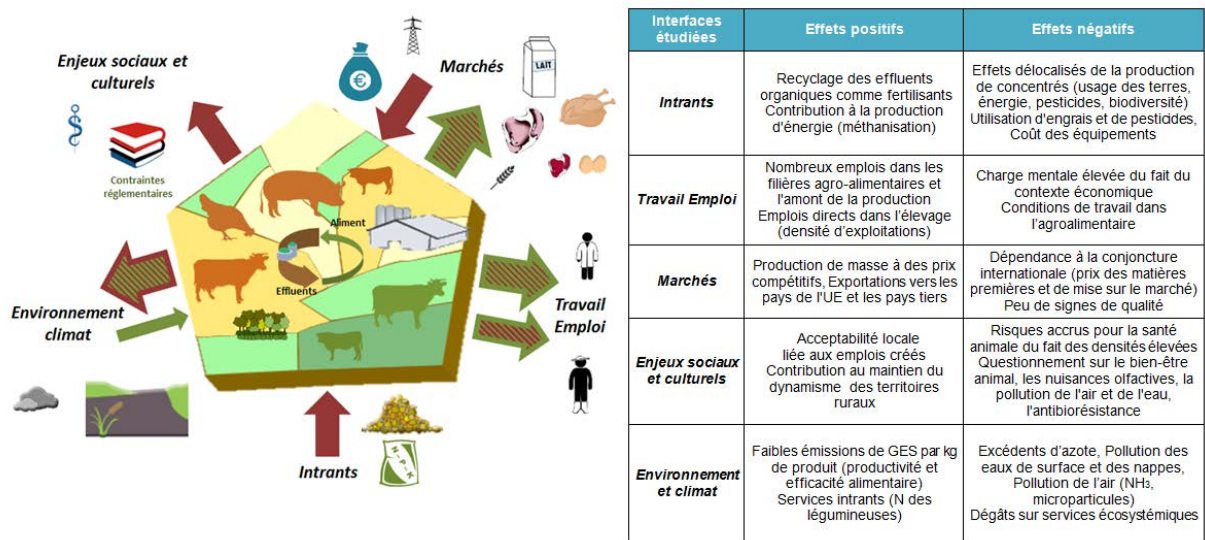 Enjeux sociaux et
culturels
Contraintes
réglementaires
€
Marchés
LAIT
Aliment
Effluents
Environnement
climat
Travail
Emploi
Intrants
N-P-K
Interfaces
étudiées
Effets positifs
Effets négatifs
Intrants
Recyclage des effluents
organiques comme fertilisants
Contribution à la production
d'énergie (méthanisation)
Effets délocalisés de la production
de concentrés (usage des terres,
énergie, pesticides, biodiversité)
Utilisation d'engrais et de pesticides,
Coût des équipements
Travail Emploi
Nombreux emplois dans les
filières agro-alimentaires et
l'amont de la production
Emplois directs dans l'élevage
(densité d'exploitations)
Charge mentale élevée du fait du
contexte économique
Conditions de travail dans
l'agroalimentaire
Marchés
Production de masse à des prix
compétitifs, Exportations vers les
pays de l'UE et les pays tiers
Dépendance à la conjoncture
internationale (prix des matières
premières et de mise sur le marché)
Peu de signes de qualité
Enjeux sociaux
et culturels
Acceptabilité locale
liée aux emplois créés
Contribution au maintien du
dynamisme des territoires
ruraux
Risques accrus pour la santé
animale du fait des densités élevées
Questionnement sur le bien-être
animal, les nuisances olfactives, la
pollution de l'air et de l'eau,
l'antibiorésistance
Environnement
et climat
Faibles émissions de GES par kg
de produit (productivité et
efficacité alimentaire)
Services intrants (N des
légumineuses)
Excédents d'azote, Pollution des
eaux de surface et des nappes,
Pollution de l'air (NH₃,
microparticules)
Dégâts sur services écosystémiques